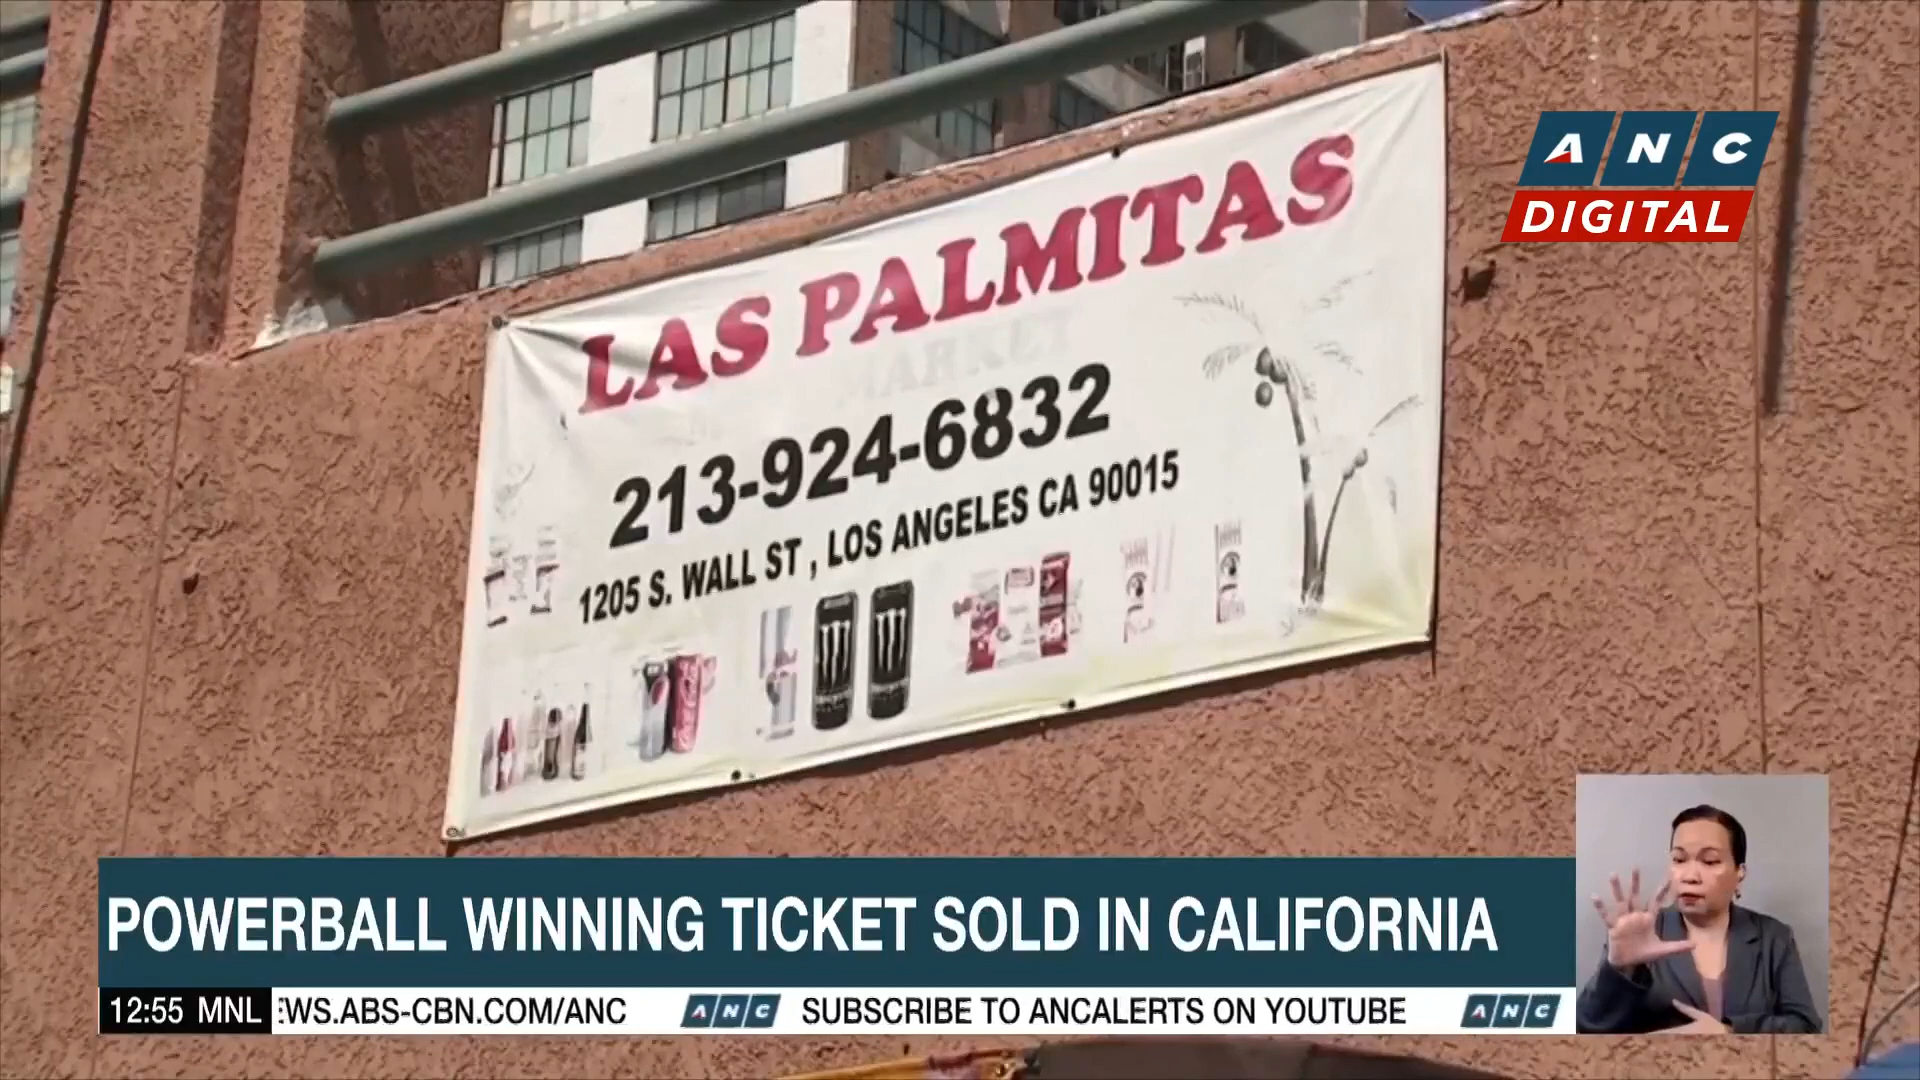 ANC
DIGITAL
LAS PALMITAS
MARKET
213-924-6832
1205 S. WALL ST , LOS ANGELES CA 90015
POWERBALL WINNING TICKET SOLD IN CALIFORNIA
12:55 MNL EWS.ABS-CBN.COM/ANC ANC SUBSCRIBE TO ANCALERTS ON YOUTUBE ANC